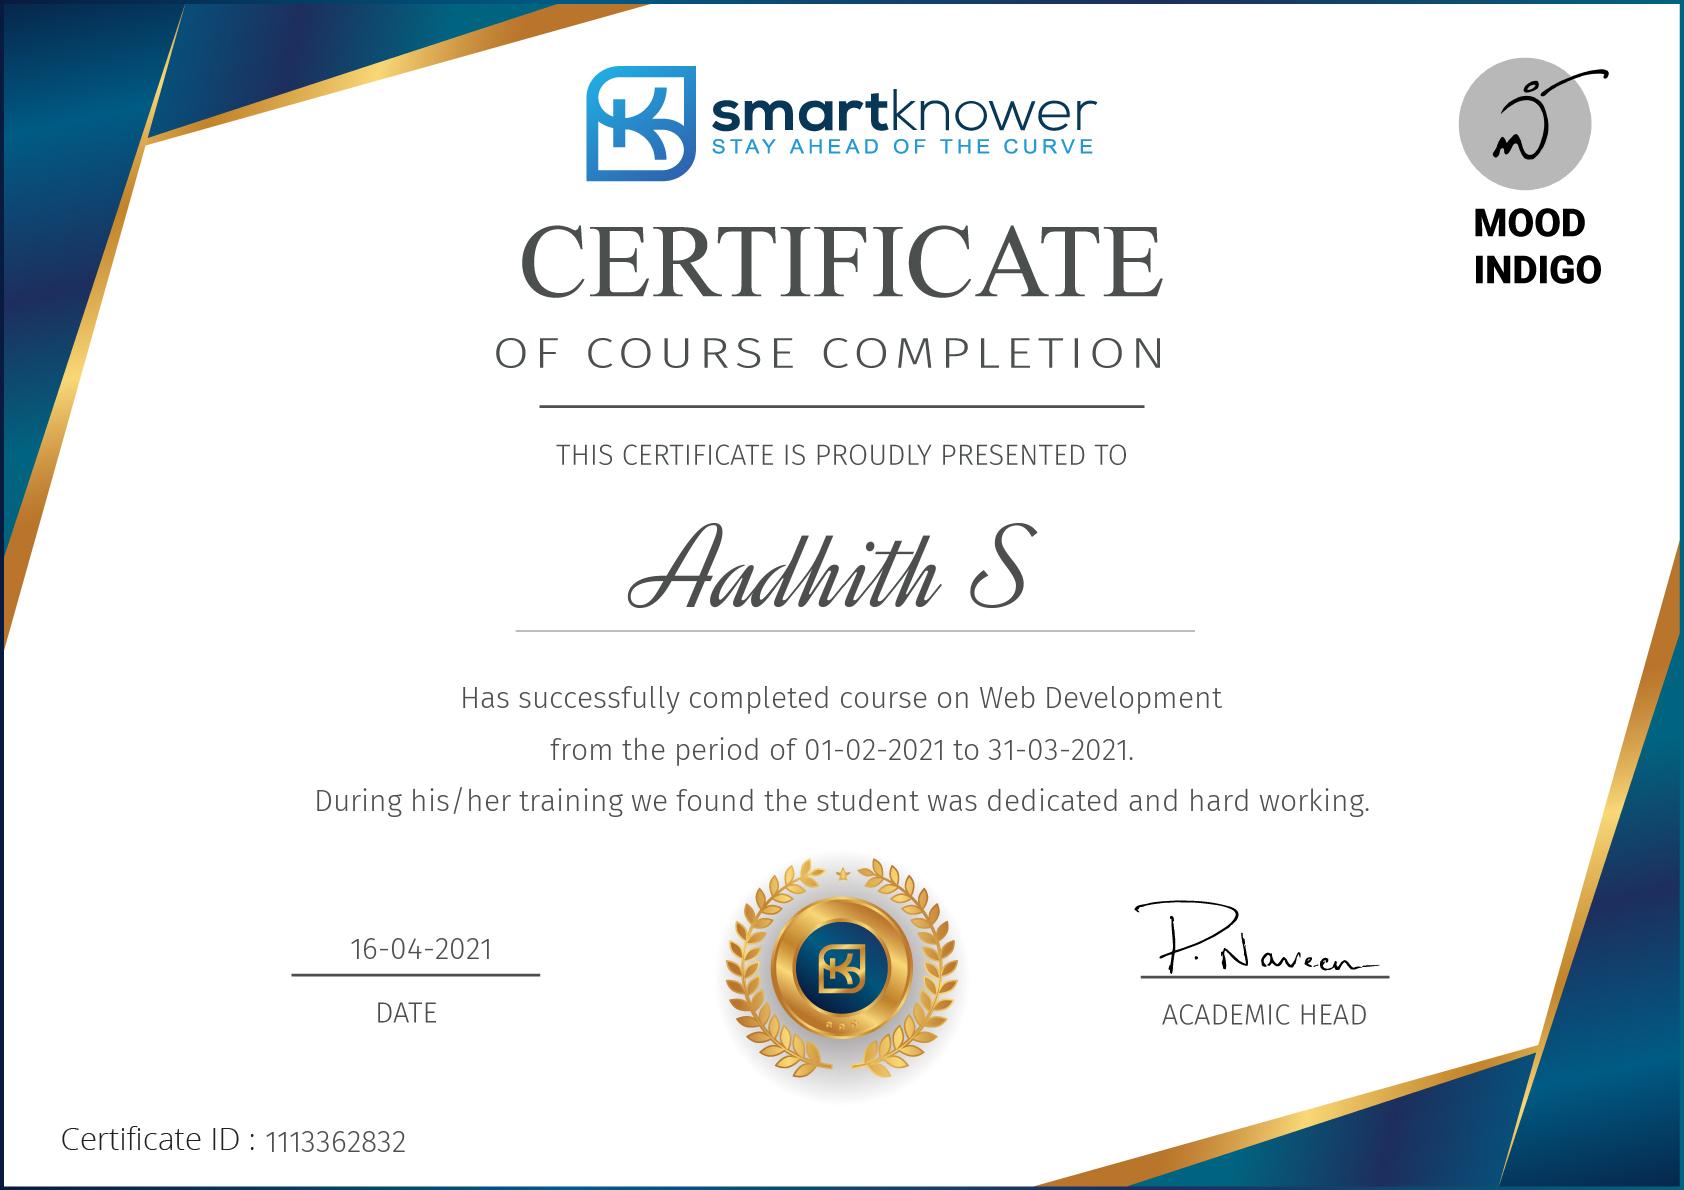 smartknower
STAY AHEAD OF THE CURVE
MOOD
INDIGO
CERTIFICATE
OF COURSE COMPLETION
THIS CERTIFICATE IS PROUDLY PRESENTED TO
Aadhith S
Has successfully completed course on Web Development
from the period of 01-02-2021 to 31-03-2021.
During his/her training we found the student was dedicated and hard working.
16-04-2021
DATE
P. Naveen
ACADEMIC HEAD
Certificate ID : 1113362832